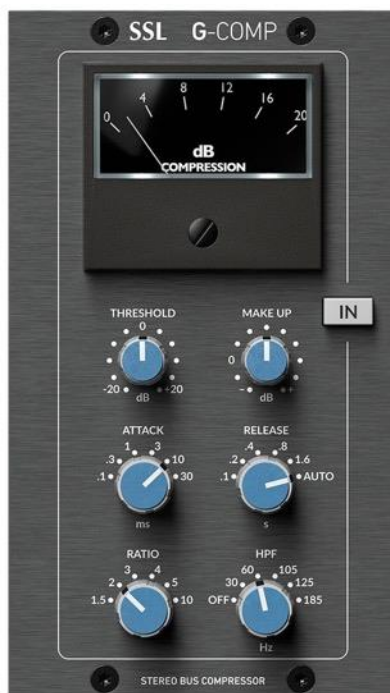 SSL G-COMP
0 4 8 12 16 20
dB
COMPRESSION
IN
THRESHOLD
0
-20 +20
dB
MAKE UP
0
- ++
dB
ATTACK
.1 .3 1 3 10 30
ms
RELEASE
.1 .2 .4 .8 1.6 AUTO
s
RATIO
1.5 2 3 4 5 10
HPF
OFF 30 60 105 125 185
Hz
STEREO BUS COMPRESSOR